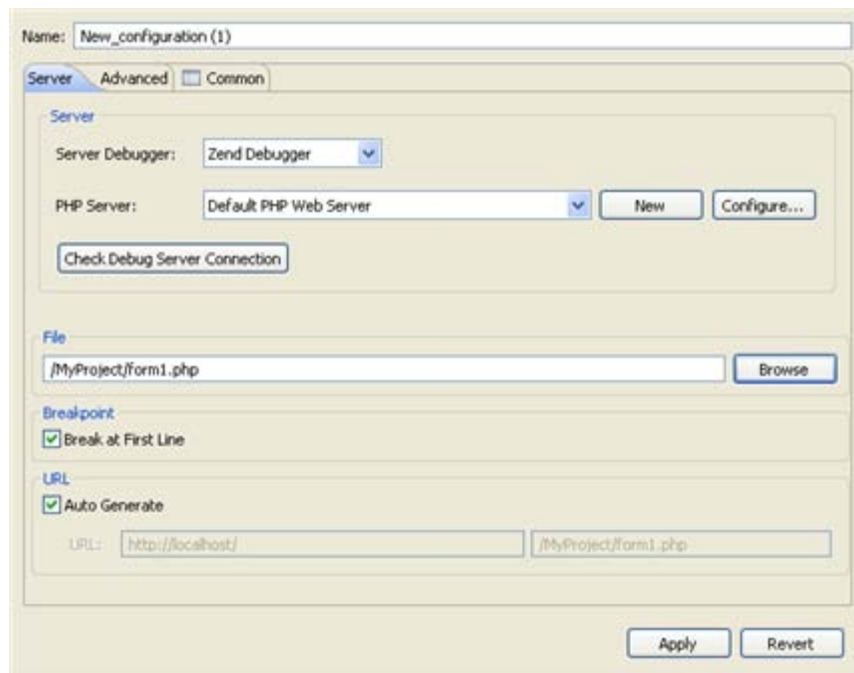 Name: New_configuration (1)
Server Advanced Common
Server
Server Debugger: Zend Debugger
PHP Server: Default PHP Web Server New Configure...
Check Debug Server Connection
File
/MyProject/form1.php Browse
Breakpoint
Break at First Line
URL
Auto Generate
URL: http://localhost/ /MyProject/form1.php
Apply Revert